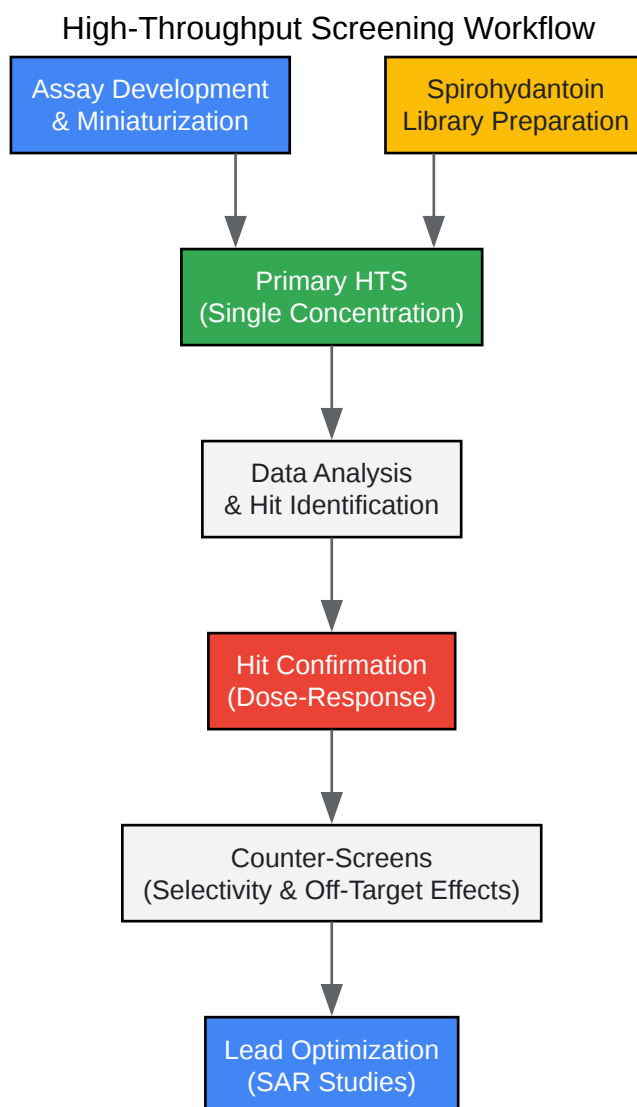 High-Throughput Screening Workflow
Assay Development
& Miniaturization
Spirohydantoin
Library Preparation
Primary HTS
(Single Concentration)
Data Analysis
& Hit Identification
Hit Confirmation
(Dose-Response)
Counter-Screens
(Selectivity & Off-Target Effects)
Lead Optimization
(SAR Studies)